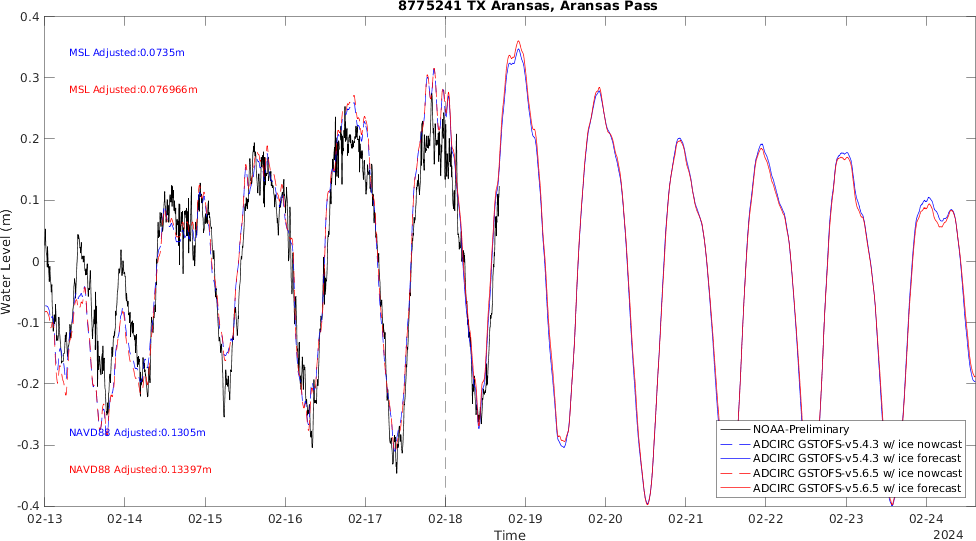 8775241 TX Aransas, Aransas Pass
0.4
0.3
0.2
0.1
0
-0.1
-0.2
-0.3
-0.4
Water Level (m)
MSL Adjusted:0.0735m
MSL Adjusted:0.076966m
NAVD88 Adjusted:0.1305m
NAVD88 Adjusted:0.13397m
NOAA-Preliminary
ADCIRC GSTOFS-v5.4.3 w/ ice nowcast
ADCIRC GSTOFS-v5.4.3 w/ ice forecast
ADCIRC GSTOFS-v5.6.5 w/ ice nowcast
ADCIRC GSTOFS-v5.6.5 w/ ice forecast
02-13 02-14 02-15 02-16 02-17 02-18 02-19 02-20 02-21 02-22 02-23 02-24
2024
Time